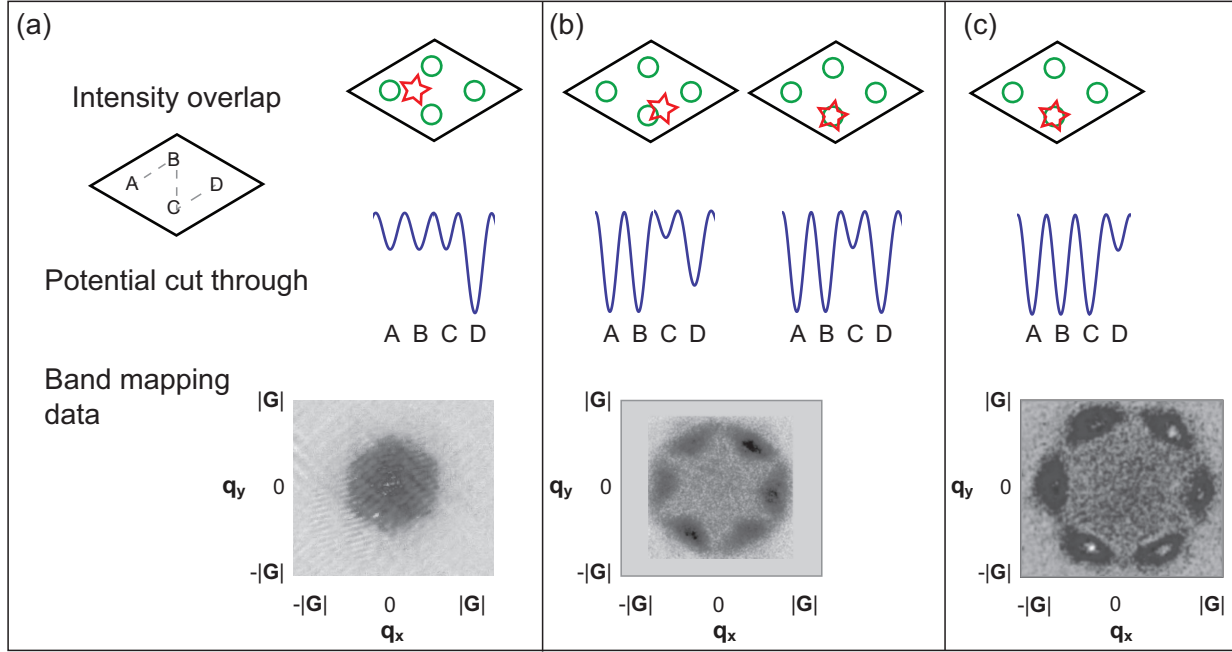 (a)
Intensity overlap
B
A
D
C
Potential cut through
A B C D
Band mapping
data
|G|
qy 0
-|G|
-|G| 0 |G|
qx
(b)
A B C D
A B C D
|G|
qy 0
-|G|
-|G| 0 |G|
qx
(c)
A B C D
|G|
qy 0
-|G|
-|G| 0 |G|
qx